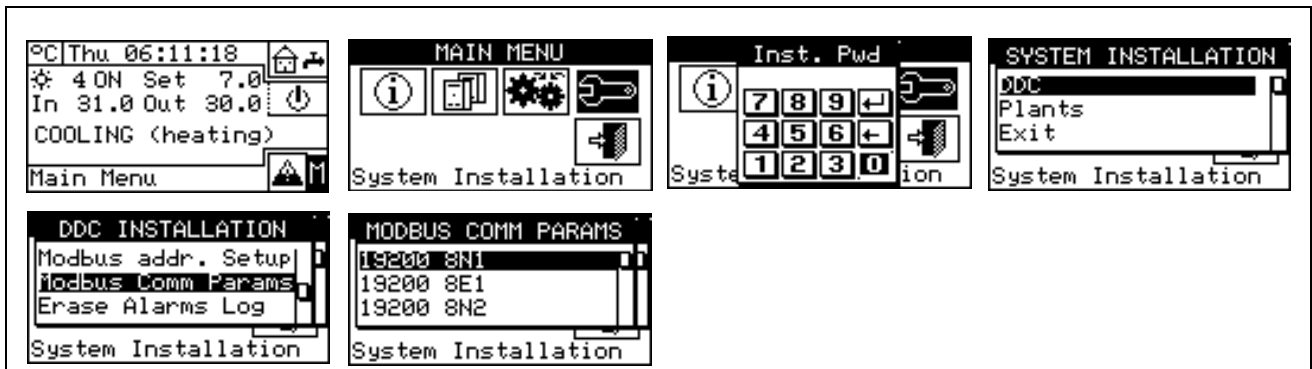 °C Thu 06:11:18
4 ON Set 7.0
In 31.0 Out 30.0
COOLING (heating)
Main Menu M
MAIN MENU
System Installation
Inst. Pwd
7 8 9
4 5 6
1 2 3 .0
Syste ion
SYSTEM INSTALLATION
DDC
Plants
Exit
System Installation
DDC INSTALLATION
Modbus addr. Setup
Modbus Comm Params
Erase Alarms Log
System Installation
MODBUS COMM PARAMS
19200 8N1
19200 8E1
19200 8N2
System Installation